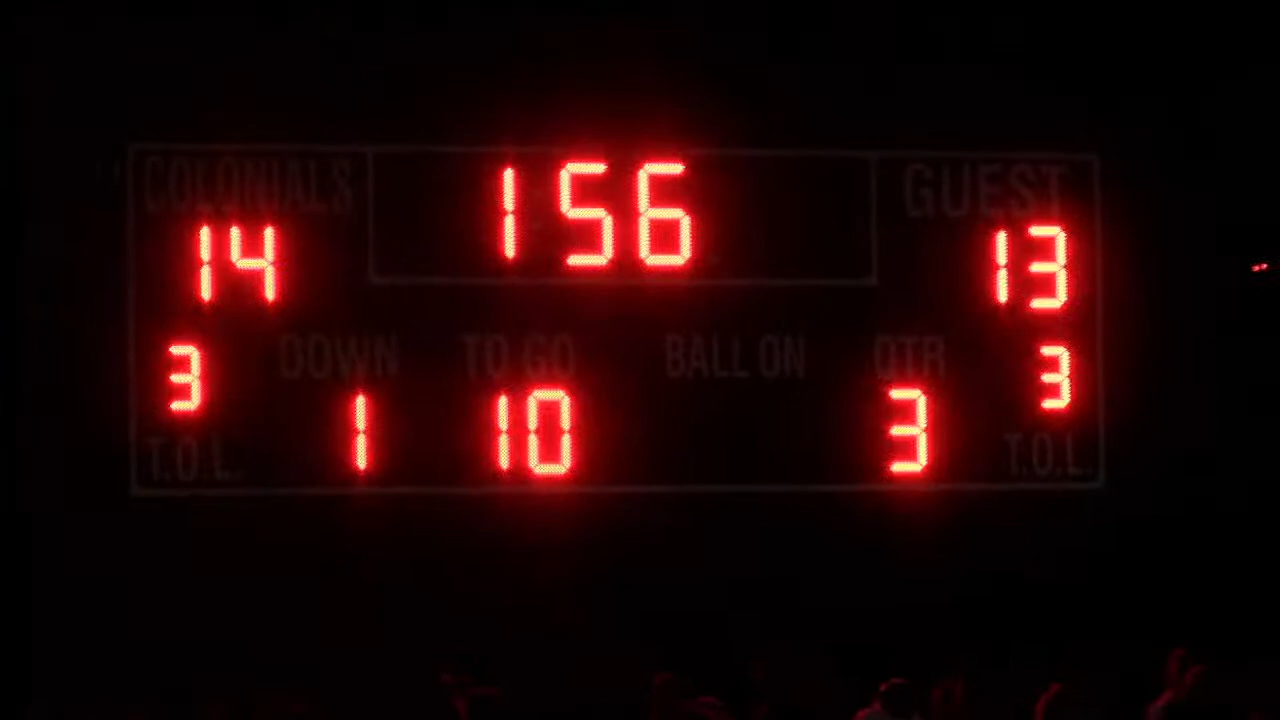 COLONIALS 156 GUEST
14 13
3 DOWN TO GO BALL ON QTR 3
1 10 3
T.O.L. T.O.L.